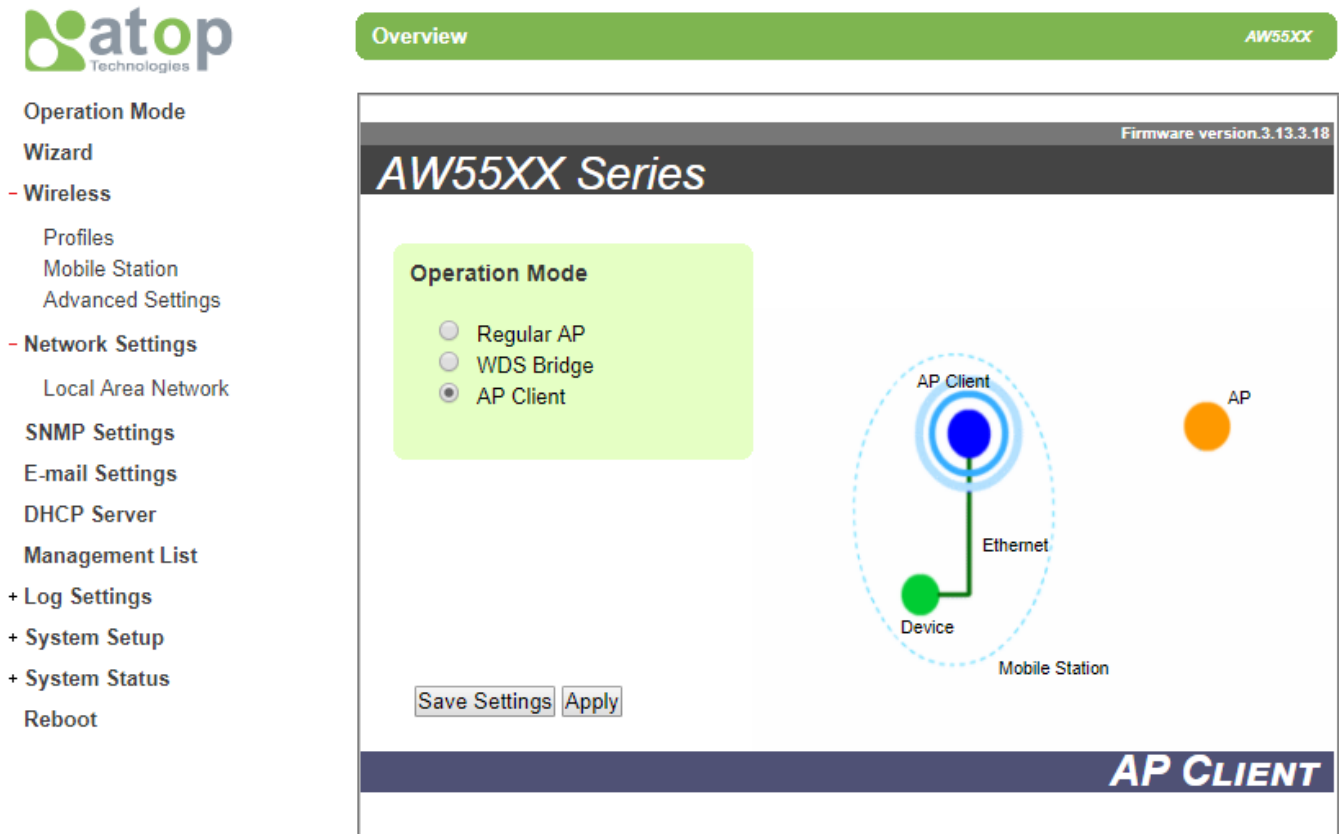 atop
Technologies
Overview
AW55XX
Operation Mode
Wizard
- Wireless
Profiles
Mobile Station
Advanced Settings
- Network Settings
Local Area Network
SNMP Settings
E-mail Settings
DHCP Server
Management List
+ Log Settings
+ System Setup
+ System Status
Reboot
Firmware version.3.13.3.18
AW55XX Series
Operation Mode
Regular AP
WDS Bridge
AP Client
AP Client
AP
Ethernet
Device
Mobile Station
Save Settings Apply
AP CLIENT